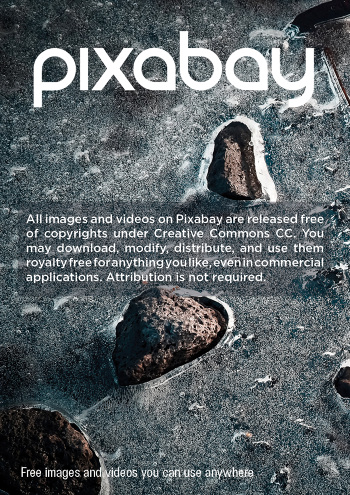 pixabay
All images and videos on Pixabay are released free
of copyrights under Creative Commons CC. You
may download, modify, distribute, and use them
royalty free for anything you like, even in commercial
applications. Attribution is not required.
Free images and videos you can use anywhere